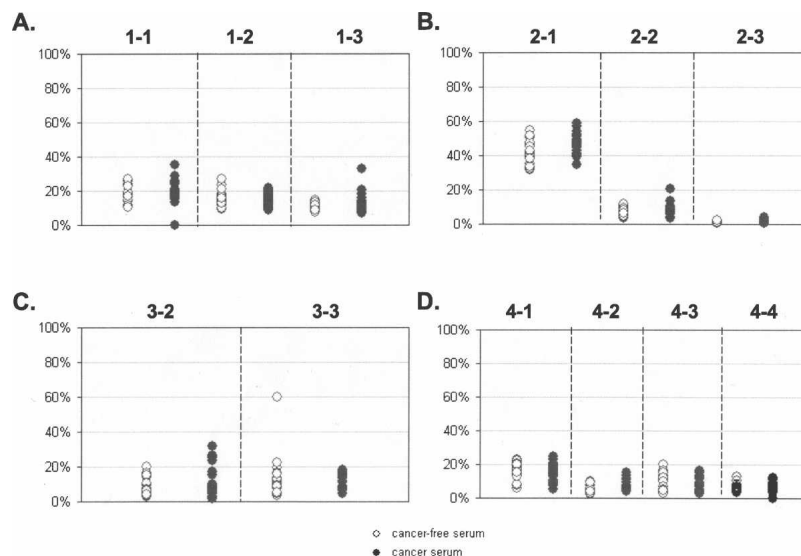 A.
1-1 1-2 1-3
100%
80%
60%
40%
20%
0%
B.
2-1 2-2 2-3
100%
80%
60%
40%
20%
0%
C.
3-2 3-3
100%
80%
60%
40%
20%
0%
D.
4-1 4-2 4-3 4-4
100%
80%
60%
40%
20%
0%
cancer-free serum
cancer serum